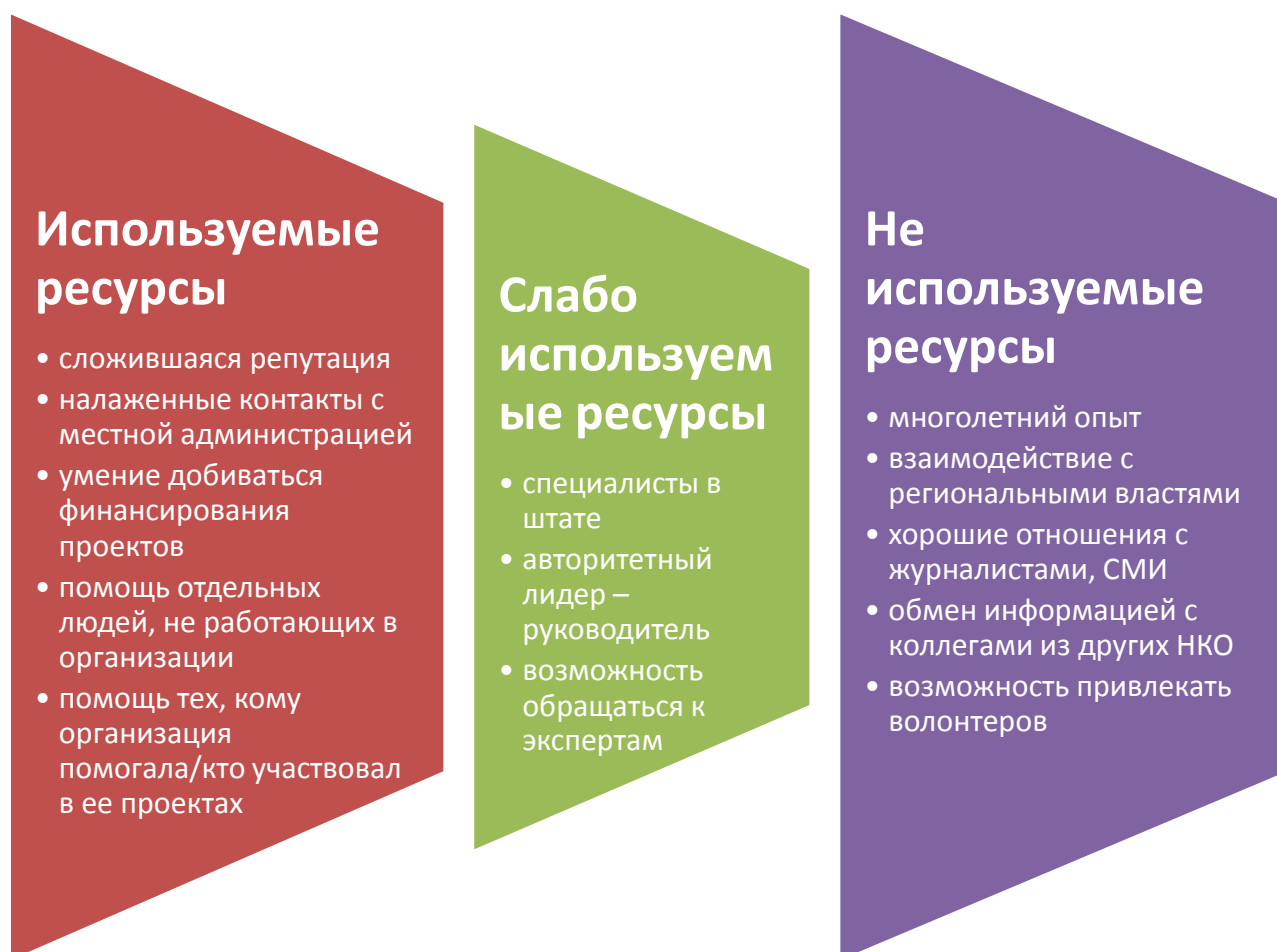 Используемые
ресурсы
• сложившаяся репутация
• налаженные контакты с
местной администрацией
• умение добиваться
финансирования
проектов
• помощь отдельных
людей, не работающих в
организации
• помощь тех, кому
организация
помогала/кто участвовал
в ее проектах
Слабо
используем
ые ресурсы
• специалисты в
штате
• авторитетный
лидер –
руководитель
• возможность
обращаться к
экспертам
Не
используемые
ресурсы
• многолетний опыт
• взаимодействие с
региональными властями
• хорошие отношения с
журналистами, СМИ
• обмен информацией с
коллегами из других НКО
• возможность привлекать
волонтеров